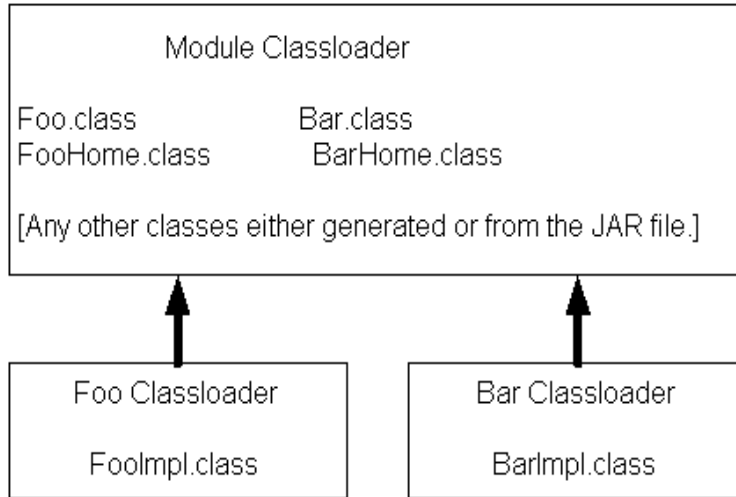 Module Classloader
Foo.class Bar.class
FooHome.class BarHome.class
[Any other classes either generated or from the JAR file.]
Foo Classloader
FooImpl.class
Bar Classloader
BarImpl.class